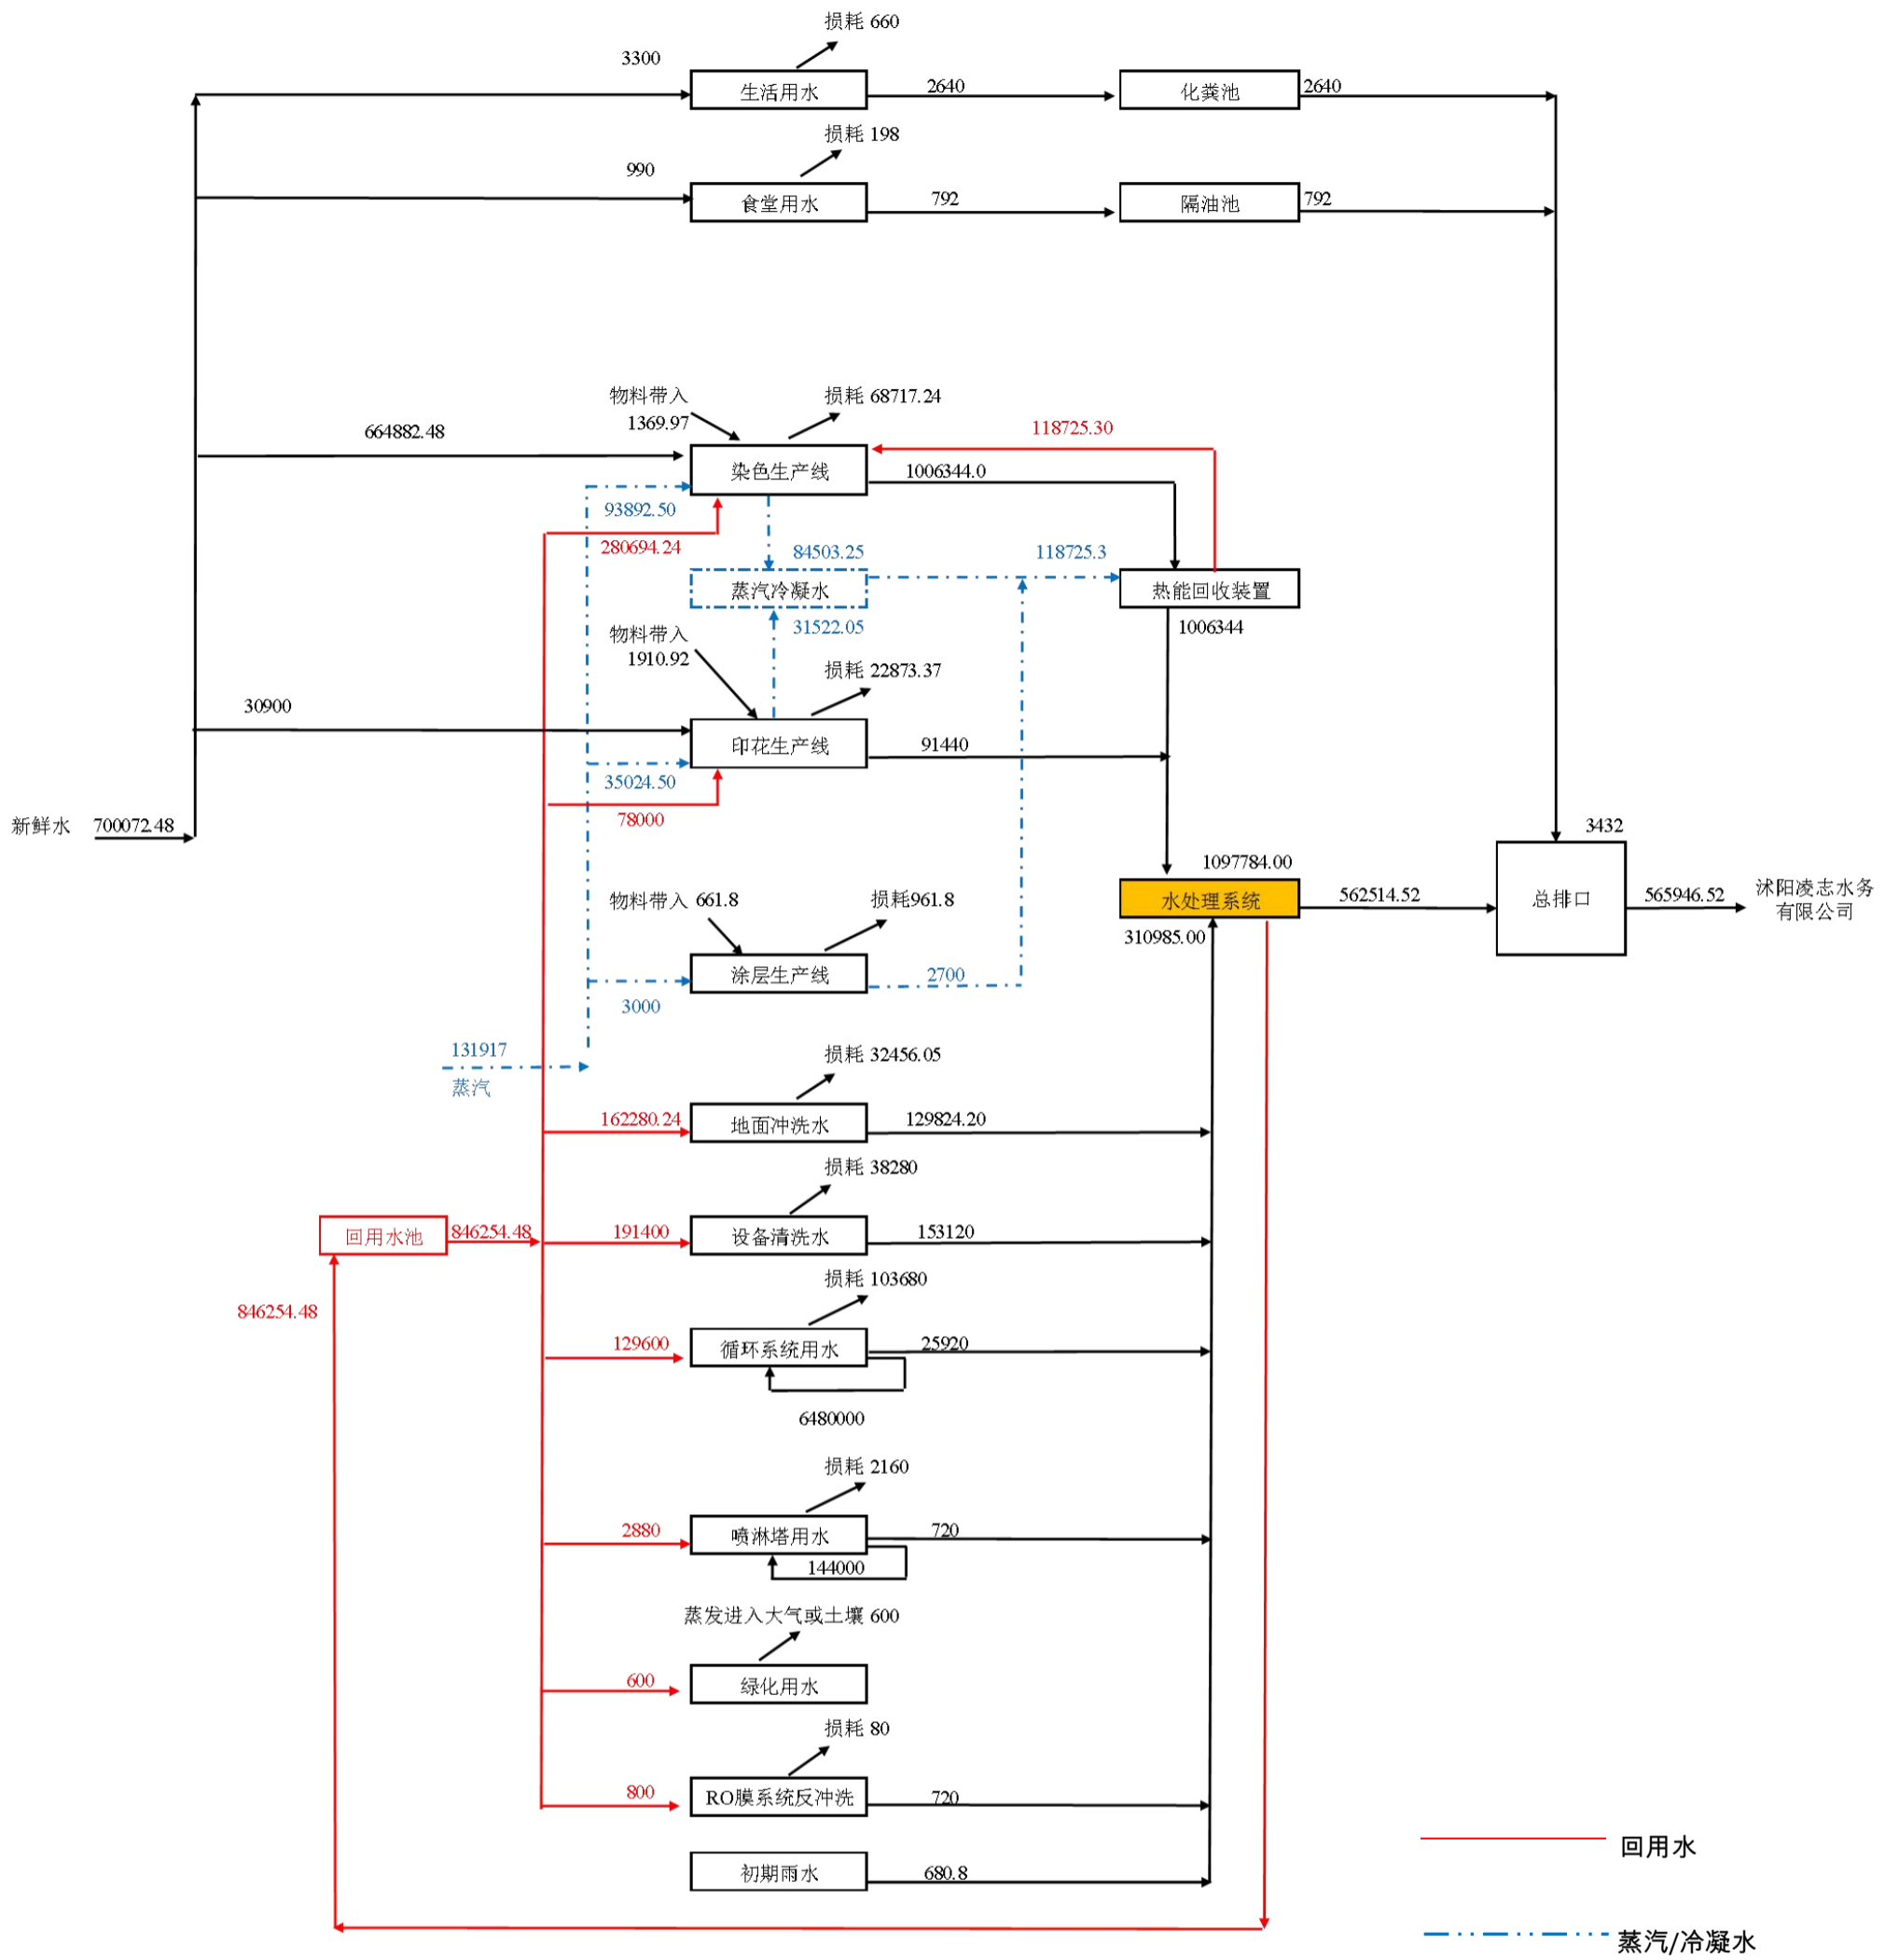 损耗 660
3300
生活用水
2640
化粪池
2640
损耗 198
990
食堂用水
792
隔油池
792
物料带入
1369.97
损耗 68717.24
664882.48
118725.30
染色生产线
1006344.0
93892.50
280694.24
84503.25
118725.3
蒸汽冷凝水
热能回收装置
31522.05
1006344
物料带入
1910.92
损耗 22873.37
30900
印花生产线
91440
35024.50
78000
新鲜水
700072.48
3432
1097784.00
水处理系统
562514.52
总排口
565946.52
沭阳凌志水务
有限公司
310985.00
物料带入 661.8
损耗961.8
涂层生产线
2700
3000
131917
蒸汽
损耗 32456.05
162280.24
地面冲洗水
129824.20
损耗 38280
回用水池
846254.48
191400
设备清洗水
153120
损耗 103680
846254.48
129600
循环系统用水
25920
6480000
损耗 2160
2880
喷淋塔用水
720
144000
蒸发进入大气或土壤 600
600
绿化用水
损耗 80
800
RO膜系统反冲洗
720
初期雨水
680.8
回用水
蒸汽/冷凝水